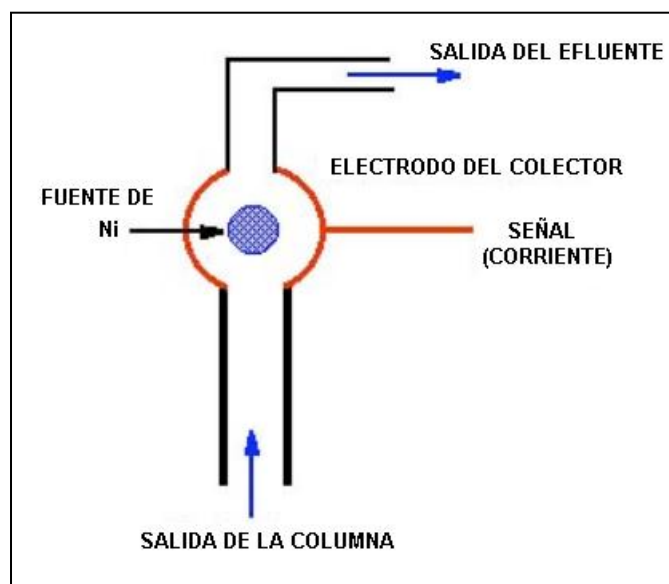 SALIDA DEL EFLUENTE
ELECTRODO DEL COLECTOR
FUENTE DE
Ni
SEÑAL
(CORRIENTE)
SALIDA DE LA COLUMNA